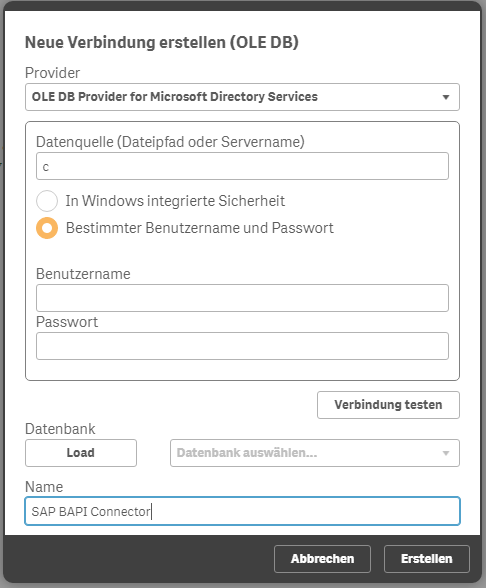 Neue Verbindung erstellen (OLE DB)
Provider
OLE DB Provider for Microsoft Directory Services
Datenquelle (Dateipfad oder Servername)
c
In Windows integrierte Sicherheit
Bestimmter Benutzername und Passwort
Benutzername
Passwort
Verbindung testen
Datenbank
Load
Datenbank auswählen...
Name
SAP BAPI Connector
Abbrechen
Erstellen